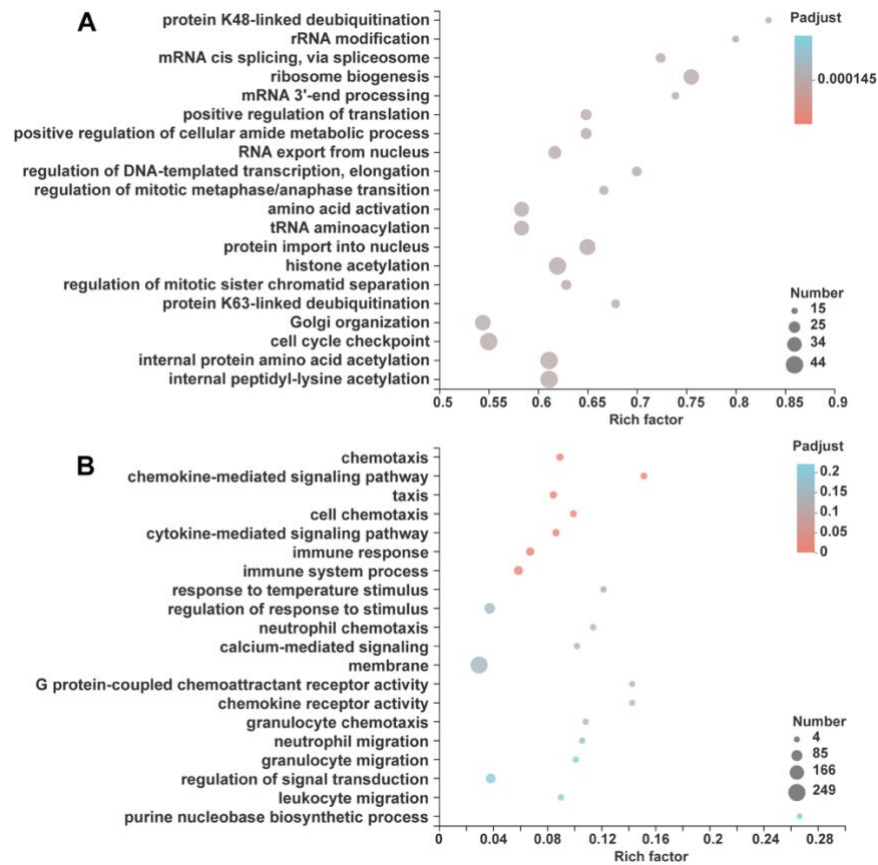 A
protein K48-linked deubiquitination
rRNA modification
mRNA cis splicing, via spliceosome
ribosome biogenesis
mRNA 3'-end processing
positive regulation of translation
positive regulation of cellular amide metabolic process
RNA export from nucleus
regulation of DNA-templated transcription, elongation
regulation of mitotic metaphase/anaphase transition
amino acid activation
tRNA aminoacylation
protein import into nucleus
histone acetylation
regulation of mitotic sister chromatid separation
protein K63-linked deubiquitination
Golgi organization
cell cycle checkpoint
internal protein amino acid acetylation
internal peptidyl-lysine acetylation
0.5 0.55 0.6 0.65 0.7 0.75 0.8 0.85 0.9
Rich factor
Padjust
0.000145
Number
15
25
34
44
B
chemotaxis
chemokine-mediated signaling pathway
taxis
cell chemotaxis
cytokine-mediated signaling pathway
immune response
immune system process
response to temperature stimulus
regulation of response to stimulus
neutrophil chemotaxis
calcium-mediated signaling
membrane
G protein-coupled chemoattractant receptor activity
chemokine receptor activity
granulocyte chemotaxis
neutrophil migration
granulocyte migration
regulation of signal transduction
leukocyte migration
purine nucleobase biosynthetic process
0 0.04 0.08 0.12 0.16 0.2 0.24 0.28
Rich factor
Padjust
0.2
0.15
0.1
0.05
0
Number
4
85
166
249